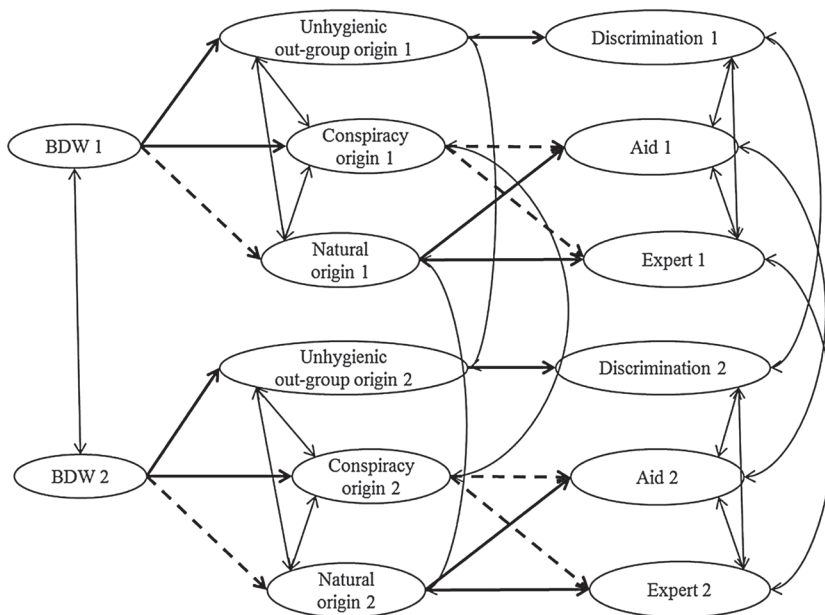 Unhygienic
out-group origin 1
Discrimination 1
BDW 1
Conspiracy
origin 1
Aid 1
Natural
origin 1
Expert 1
Unhygienic
out-group origin 2
Discrimination 2
BDW 2
Conspiracy
origin 2
Aid 2
Natural
origin 2
Expert 2